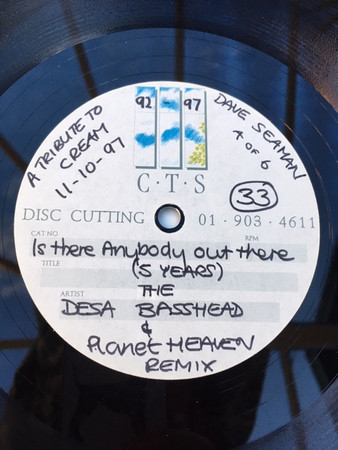 92 - 97
A TRIBUTE TO
CREAM
11-10-97
DAVE SEAMAN
1 OF 6
C·T·S
33
DISC CUTTING 01·903·4611
CAT NO.
RPM
Is there Anybody out there
TITLE
(5 YEARS)
THE
ARTIST
DESA BASSHEAD
&
Planet HEAVEN
REMIX